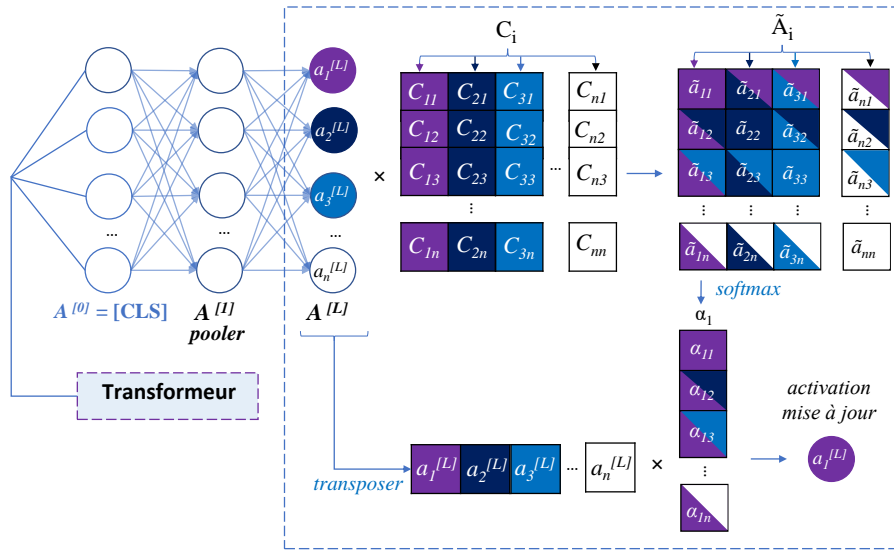 C_i
Ã_i
a_1^[L]
a_2^[L]
a_3^[L]
...
a_n^[L]
...
...
×
C_11 C_21 C_31 C_n1
C_12 C_22 C_32 C_n2
C_13 C_23 C_33 ... C_n3
...
C_1n C_2n C_3n C_nn
ã_11 ã_21 ã_31 ã_n1
ã_12 ã_22 ã_32 ã_n2
ã_13 ã_23 ã_33 ã_n3
... ... ... ...
ã_1n ã_2n ã_3n ã_nn
A^[0] = [CLS]
A^[1]
pooler
A^[L]
softmax
α_1
α_11
α_12
α_13
...
α_1n
Transformeur
transposer
a_1^[L] a_2^[L] a_3^[L] ... a_n^[L]
×
activation
mise à jour
a_1^[L]